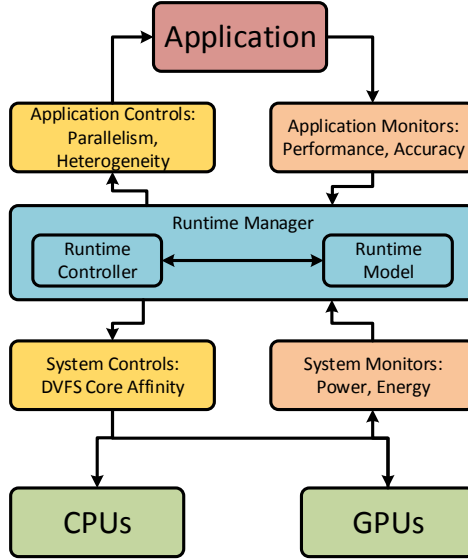 Application
Application Controls:
Parallelism,
Heterogeneity
Application Monitors:
Performance, Accuracy
Runtime Manager
Runtime
Controller
Runtime
Model
System Controls:
DVFS Core Affinity
System Monitors:
Power, Energy
CPUs
GPUs